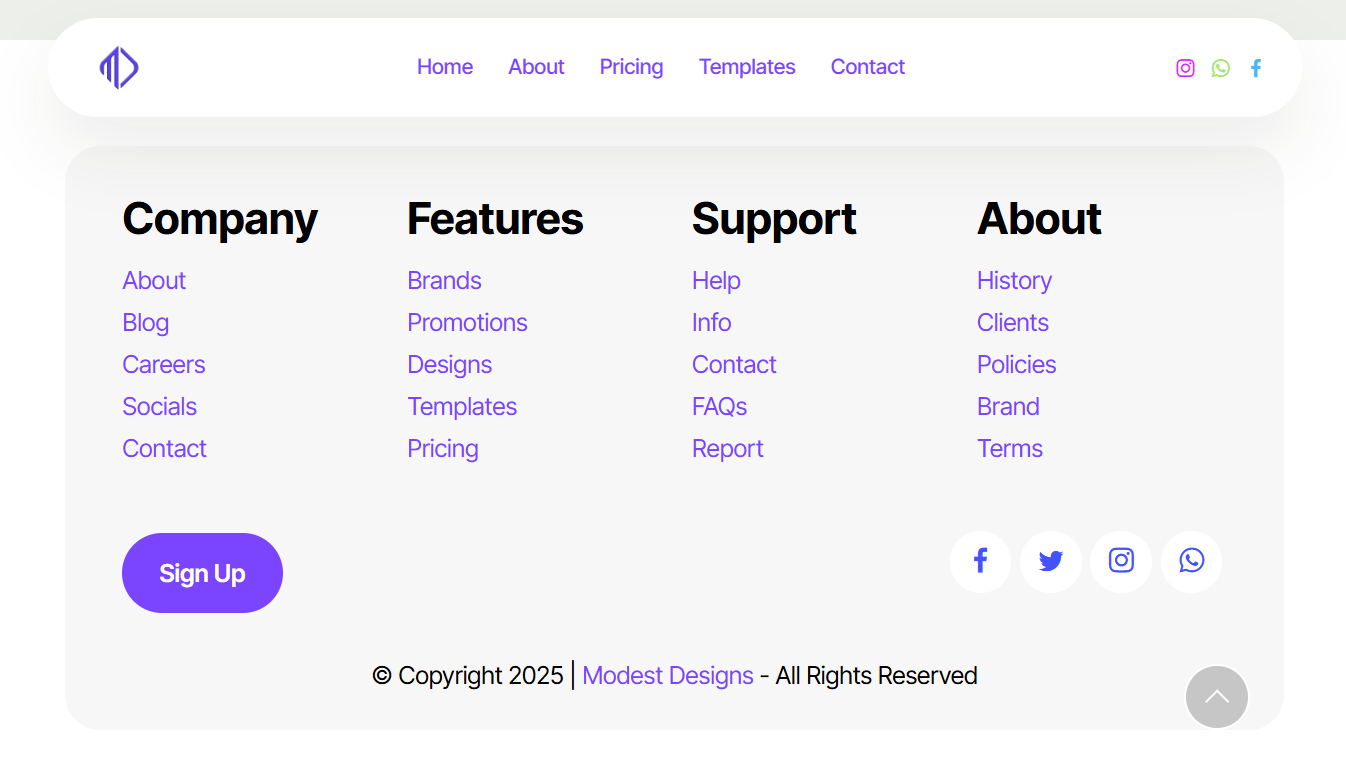 Home About Pricing Templates Contact
Company Features Support About
About Brands Help History
Blog Promotions Info Clients
Careers Designs Contact Policies
Socials Templates FAQs Brand
Contact Pricing Report Terms
Sign Up
© Copyright 2025 | Modest Designs - All Rights Reserved